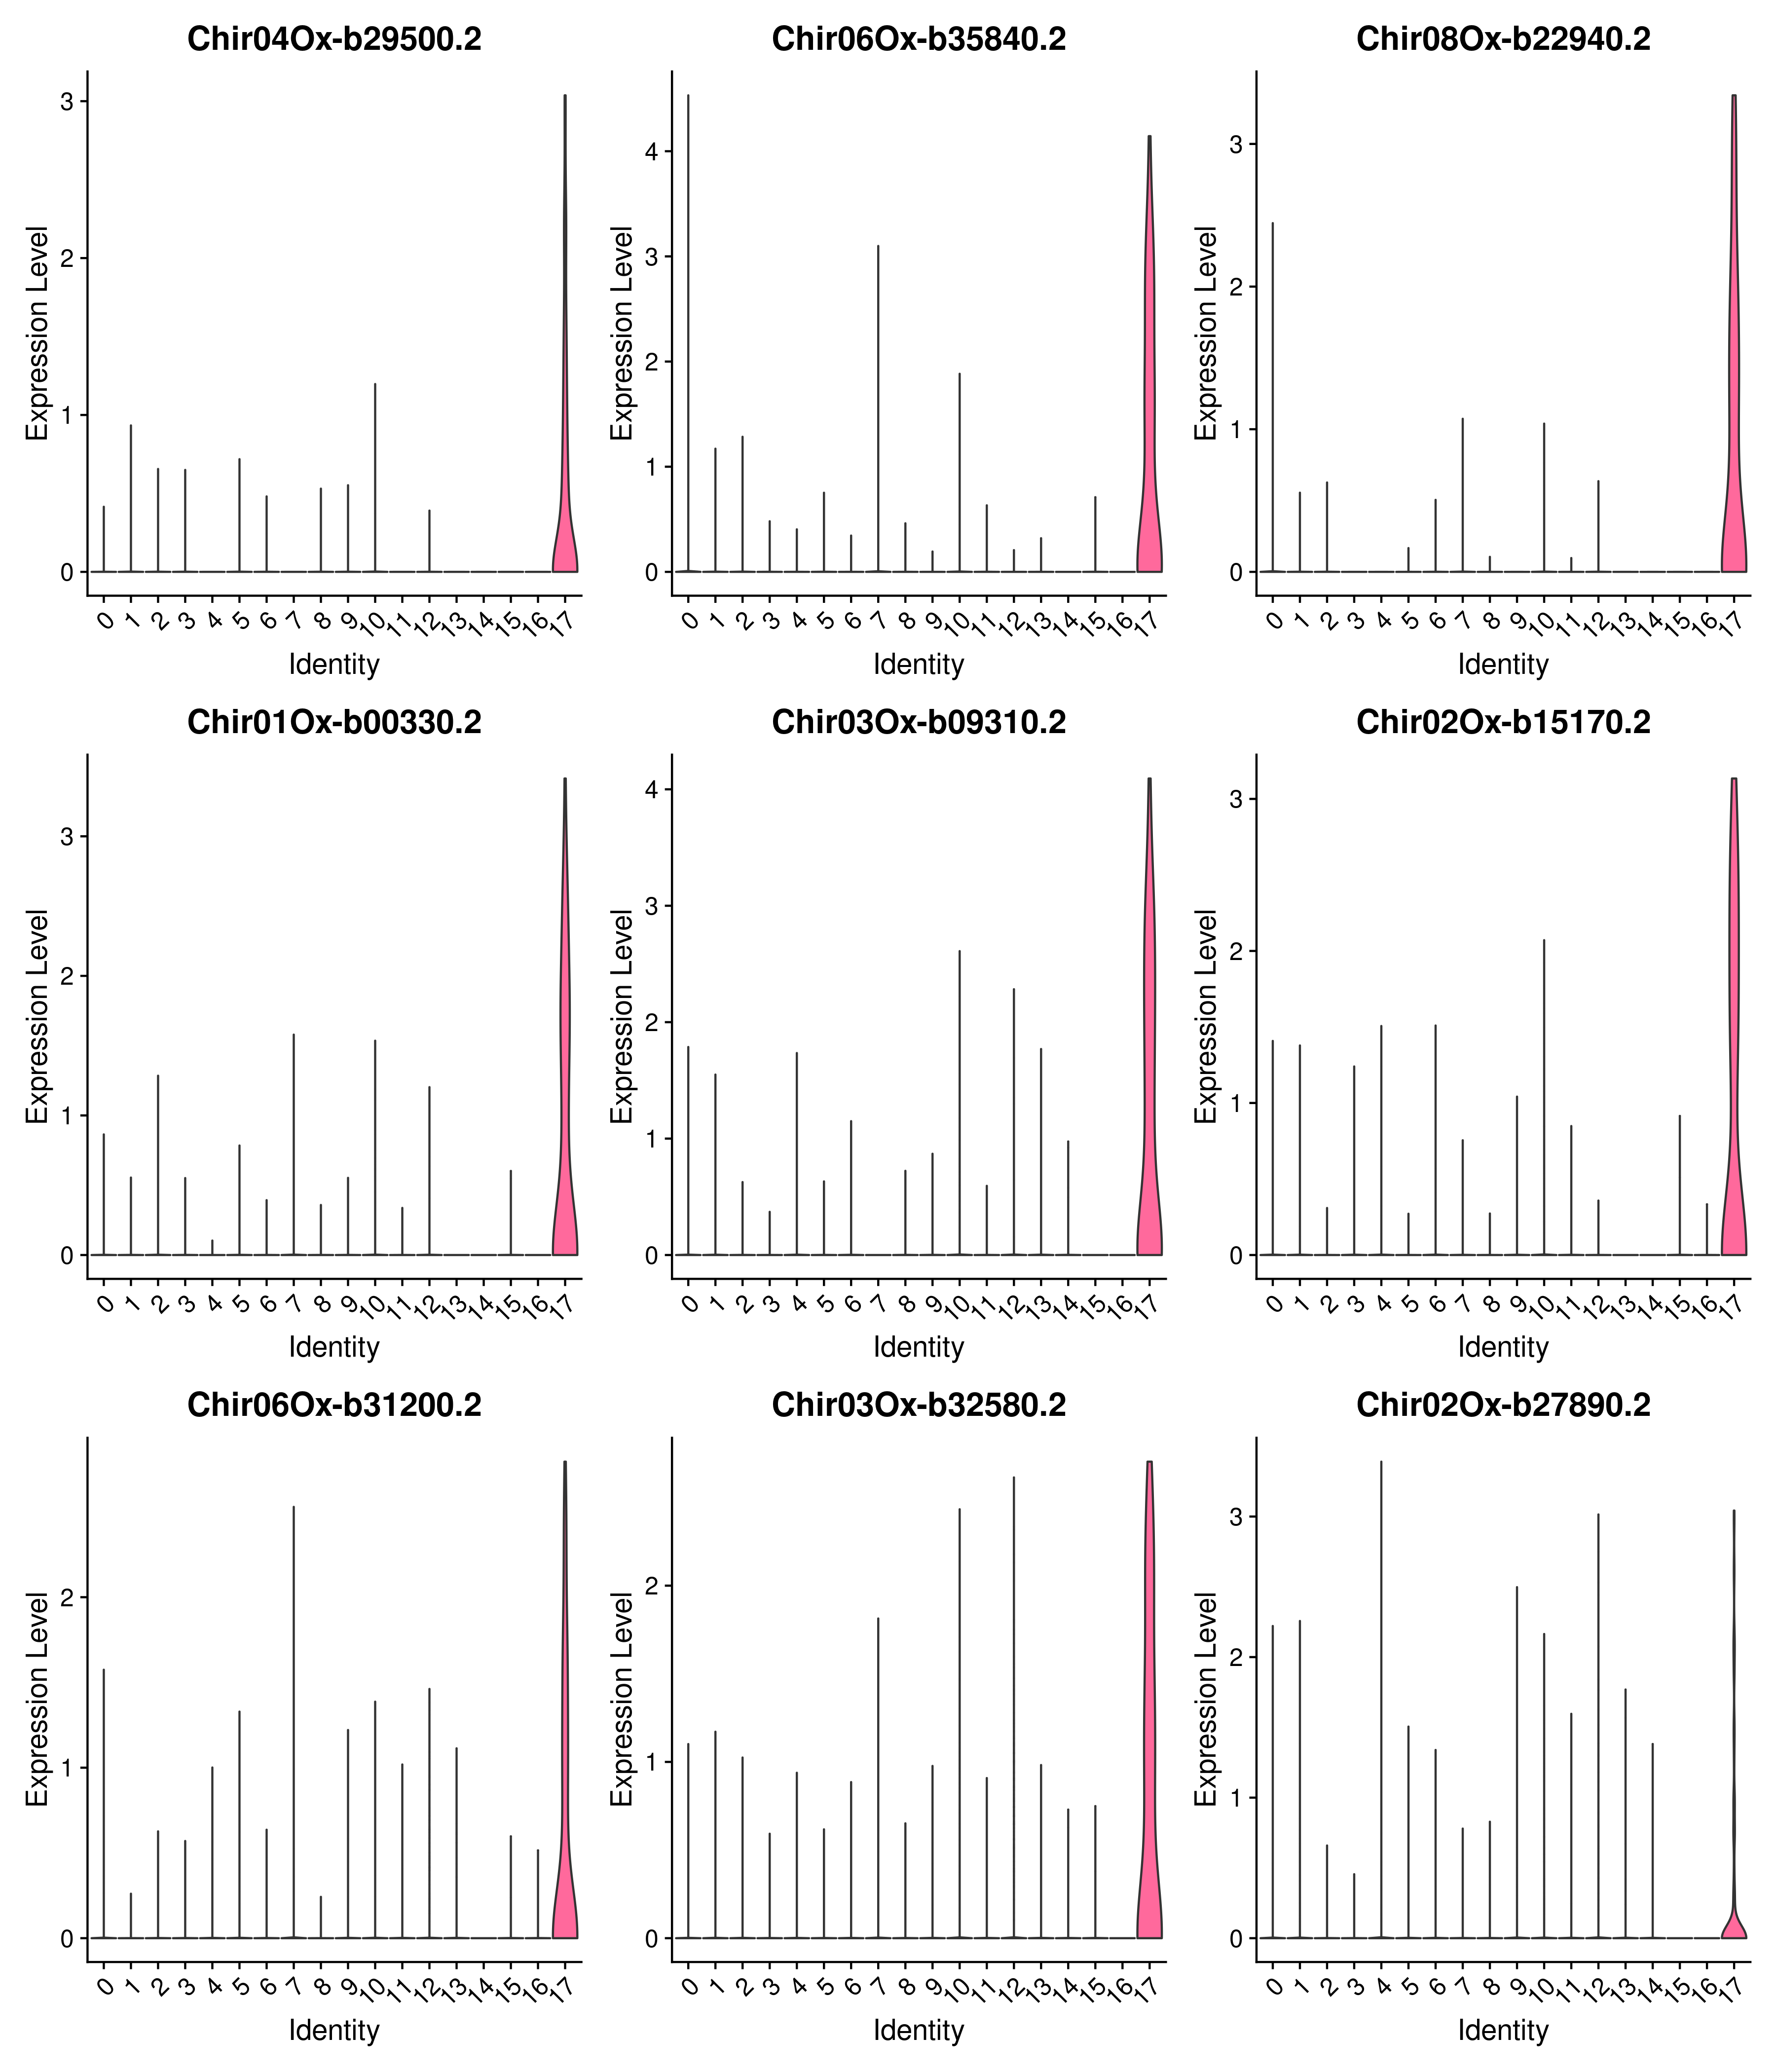 Chir04Ox-b29500.2
Expression Level
3
2
1
0
0 1 2 3 4 5 6 7 8 9 10 11 12 13 14 15 16 17
Identity
Chir06Ox-b35840.2
Expression Level
4
3
2
1
0
0 1 2 3 4 5 6 7 8 9 10 11 12 13 14 15 16 17
Identity
Chir08Ox-b22940.2
Expression Level
3
2
1
0
0 1 2 3 4 5 6 7 8 9 10 11 12 13 14 15 16 17
Identity
Chir01Ox-b00330.2
Expression Level
3
2
1
0
0 1 2 3 4 5 6 7 8 9 10 11 12 13 14 15 16 17
Identity
Chir03Ox-b09310.2
Expression Level
4
3
2
1
0
0 1 2 3 4 5 6 7 8 9 10 11 12 13 14 15 16 17
Identity
Chir02Ox-b15170.2
Expression Level
3
2
1
0
0 1 2 3 4 5 6 7 8 9 10 11 12 13 14 15 16 17
Identity
Chir06Ox-b31200.2
Expression Level
2
1
0
0 1 2 3 4 5 6 7 8 9 10 11 12 13 14 15 16 17
Identity
Chir03Ox-b32580.2
Expression Level
2
1
0
0 1 2 3 4 5 6 7 8 9 10 11 12 13 14 15 16 17
Identity
Chir02Ox-b27890.2
Expression Level
3
2
1
0
0 1 2 3 4 5 6 7 8 9 10 11 12 13 14 15 16 17
Identity